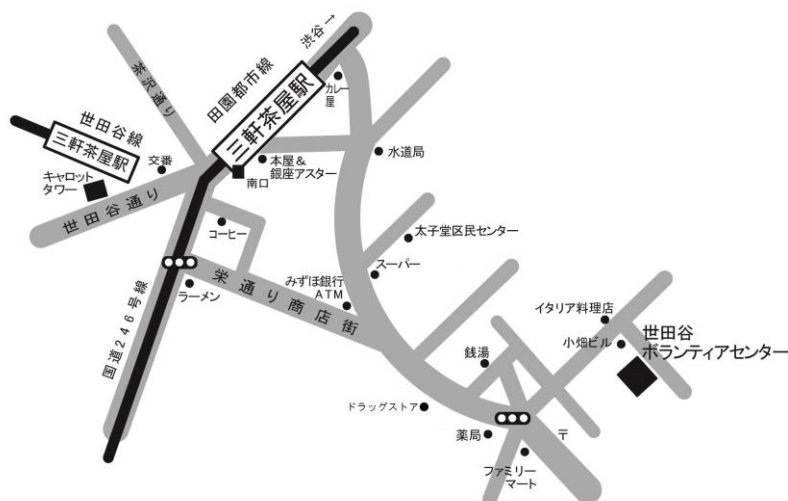 渋谷→
田園都市線
三軒茶屋駅
カレー
屋
茶沢通り
世田谷線
三軒茶屋駅
交番
キャロット
タワー
世田谷通り
南口
本屋&
銀座アスター
水道局
コーヒー
太子堂区民センター
スーパー
みずほ銀行
ATM
ラーメン
栄通り商店街
国道246号線
イタリア料理店
小畑ビル
世田谷
ボランティアセンター
銭湯
ドラッグストア
薬局
〒
ファミリー
マート